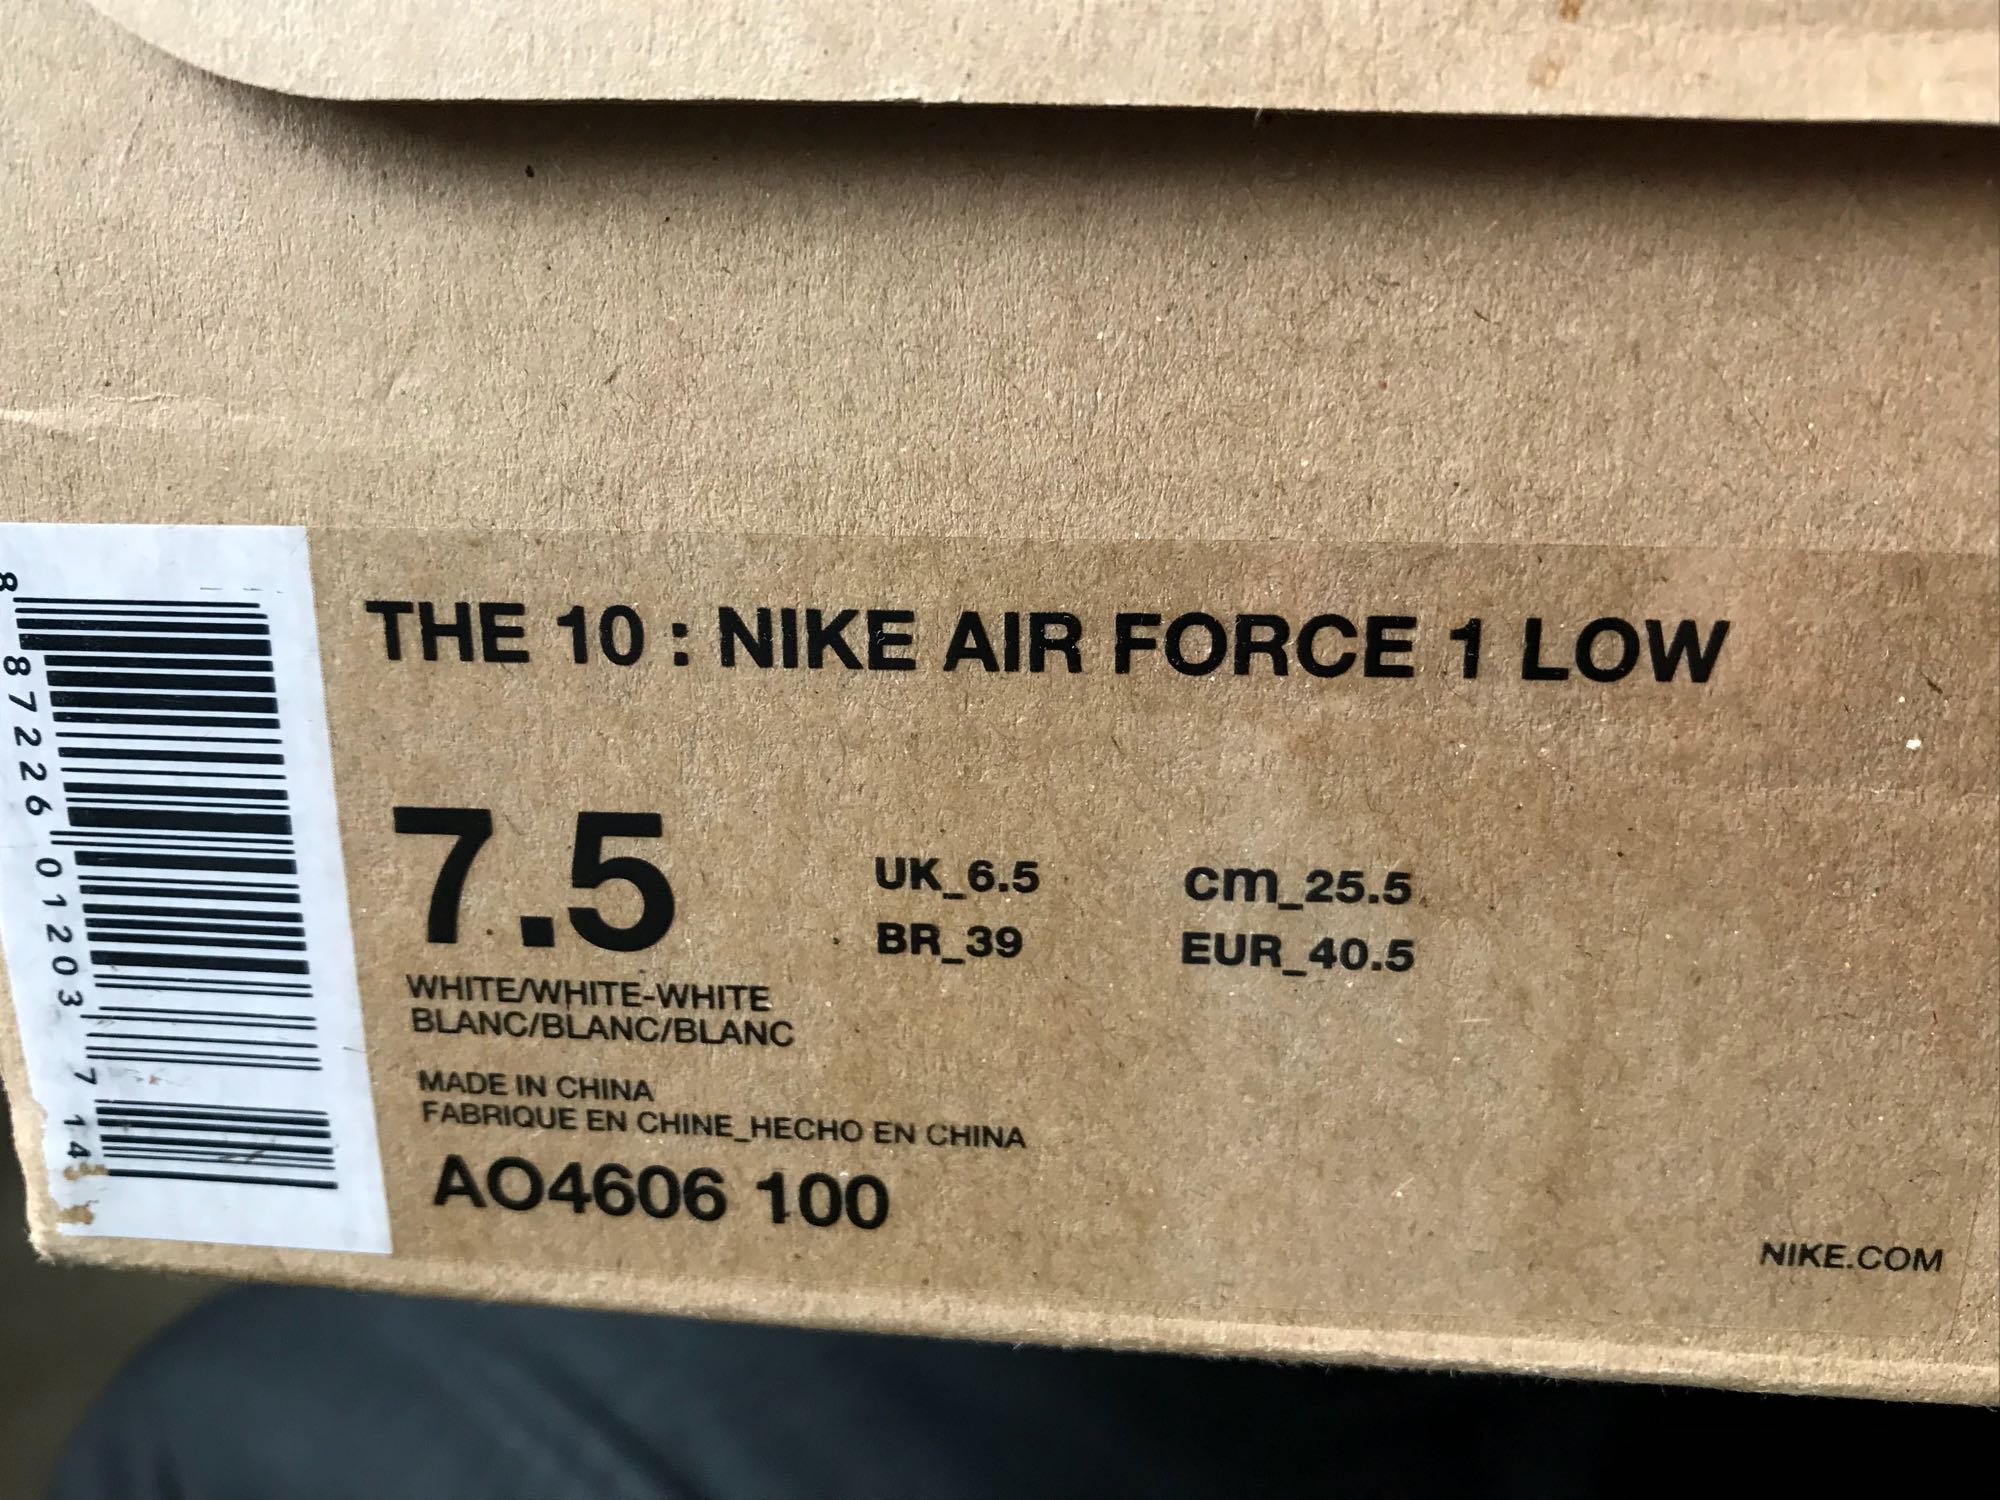 THE 10 : NIKE AIR FORCE 1 LOW
7.5
UK_6.5 cm_25.5
BR_39 EUR_40.5
WHITE/WHITE-WHITE
BLANC/BLANC/BLANC
MADE IN CHINA
FABRIQUE EN CHINE_HECHO EN CHINA
AO4606 100
NIKE.COM
8 87226 01203 7 14